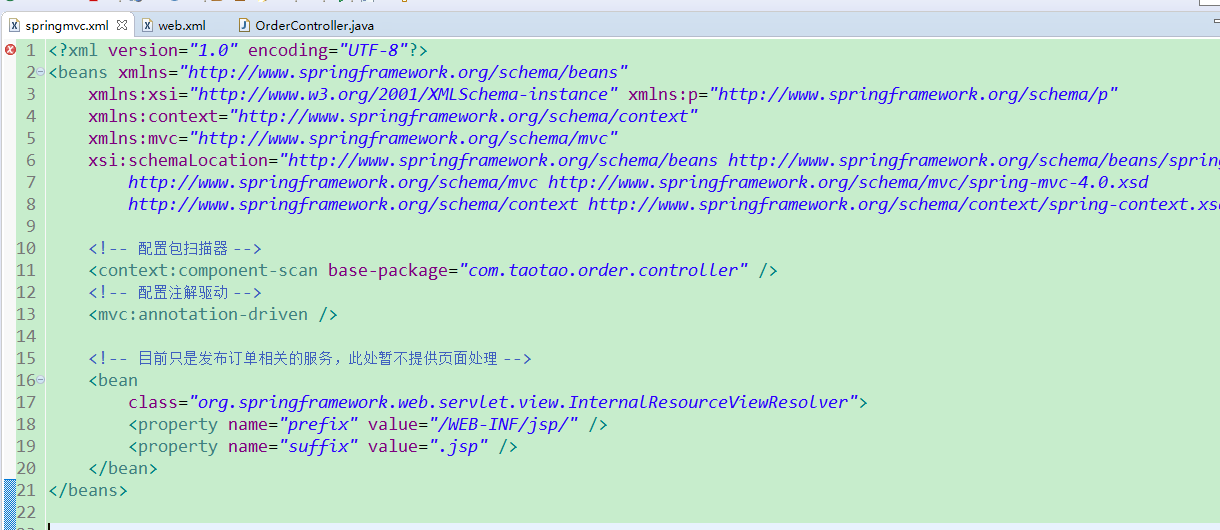 springmvc.xml web.xml OrderController.java
1 <?xml version="1.0" encoding="UTF-8"?>
2 <beans xmlns="http://www.springframework.org/schema/beans"
3 xmlns:xsi="http://www.w3.org/2001/XMLSchema-instance" xmlns:p="http://www.springframework.org/schema/p"
4 xmlns:context="http://www.springframework.org/schema/context"
5 xmlns:mvc="http://www.springframework.org/schema/mvc"
6 xsi:schemaLocation="http://www.springframework.org/schema/beans http://www.springframework.org/schema/beans/spring
7 http://www.springframework.org/schema/mvc http://www.springframework.org/schema/mvc/spring-mvc-4.0.xsd
8 http://www.springframework.org/schema/context http://www.springframework.org/schema/context/spring-context.xsd
9
10 <!-- 配置包扫描器 -->
11 <context:component-scan base-package="com.taotao.order.controller" />
12 <!-- 配置注解驱动 -->
13 <mvc:annotation-driven />
14
15 <!-- 目前只是发布订单相关的服务，此处暂不提供页面处理 -->
16 <bean
17 class="org.springframework.web.servlet.view.InternalResourceViewResolver">
18 <property name="prefix" value="/WEB-INF/jsp/" />
19 <property name="suffix" value=".jsp" />
20 </bean>
21 </beans>
22